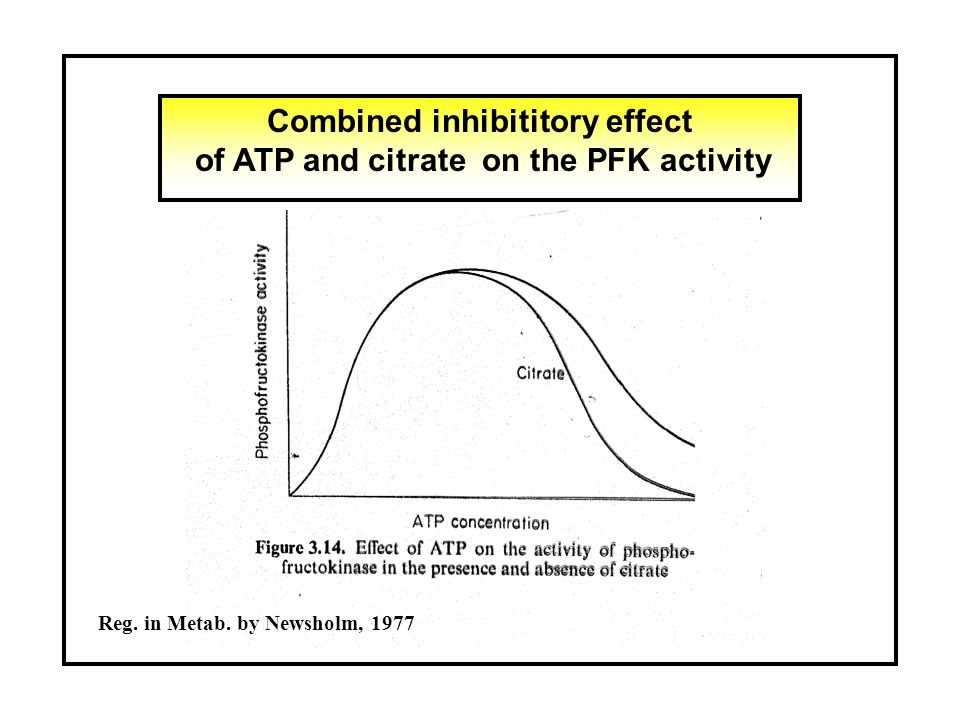 Combined inhibititory effect
of ATP and citrate on the PFK activity
Phosphofructokinase activity
Citrate
ATP concentration
Figure 3.14. Effect of ATP on the activity of phospho-
fructokinase in the presence and absence of citrate
Reg. in Metab. by Newsholm, 1977